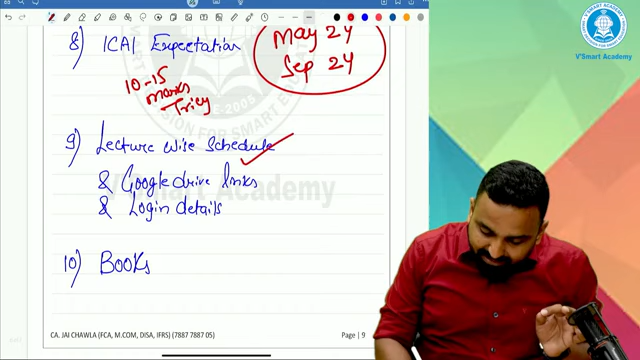 V'SMART ACADEMY
V'Smart Academy
8) ICAI Expectation
May 24
Sep 24
10-15
marks
Tricy
9) Lecture wise Schedule
& Google drive links
& Login details
V'Smart Academy
10) Books
CA. JAI CHAWLA (FCA, M.COM, DISA, IFRS) (7887 7887 05)
Page | 9